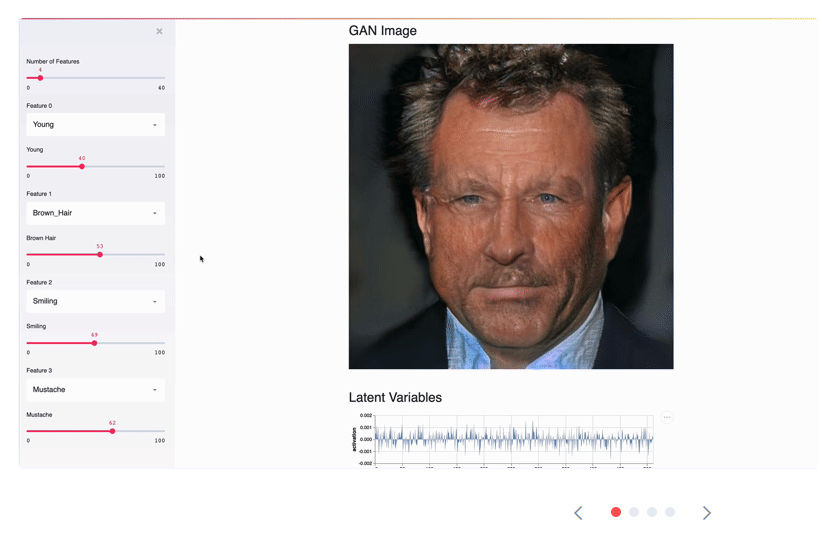 GAN Image
×
Number of Features
4
0 40
Feature 0
Young
Young
40
0 100
Feature 1
Brown_Hair
Brown Hair
53
0 100
Feature 2
Smiling
Smiling
49
0 100
Feature 3
Mustache
Mustache
62
0 100
Latent Variables
activation
0.002
0.001
0.000
-0.001
-0.002